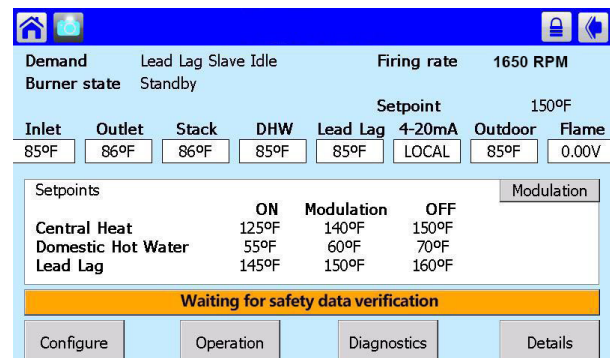 Demand Lead Lag Slave Idle Firing rate 1650 RPM
Burner state Standby
Setpoint 150ºF
Inlet Outlet Stack DHW Lead Lag 4-20mA Outdoor Flame
85ºF 86ºF 86ºF 85ºF 85ºF LOCAL 85ºF 0.00V
Setpoints Modulation
ON Modulation OFF
Central Heat 125ºF 140ºF 150ºF
Domestic Hot Water 55ºF 60ºF 70ºF
Lead Lag 145ºF 150ºF 160ºF
Waiting for safety data verification
Configure Operation Diagnostics Details